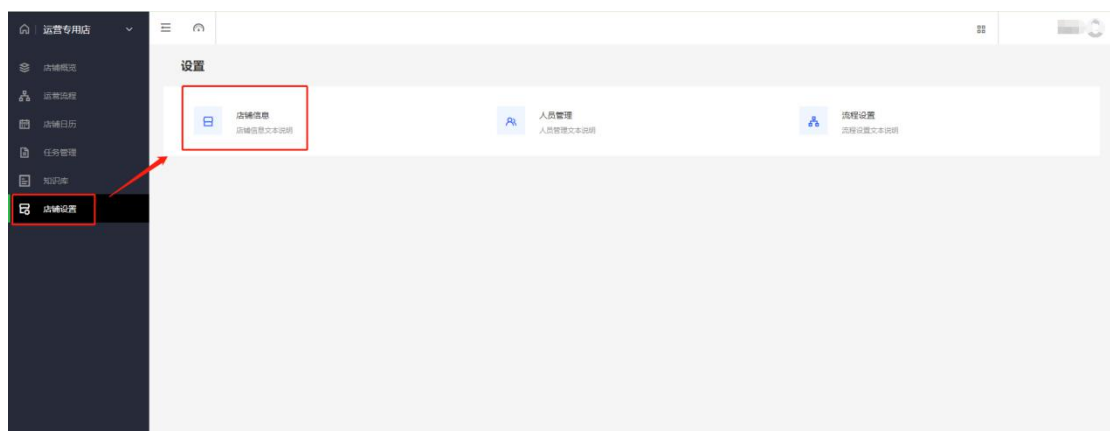 运营专用店
店铺概览
运营流程
店铺日历
任务管理
知识库
店铺设置
设置
店铺信息
店铺信息文本说明
人员管理
人员管理文本说明
流程设置
流程设置文本说明